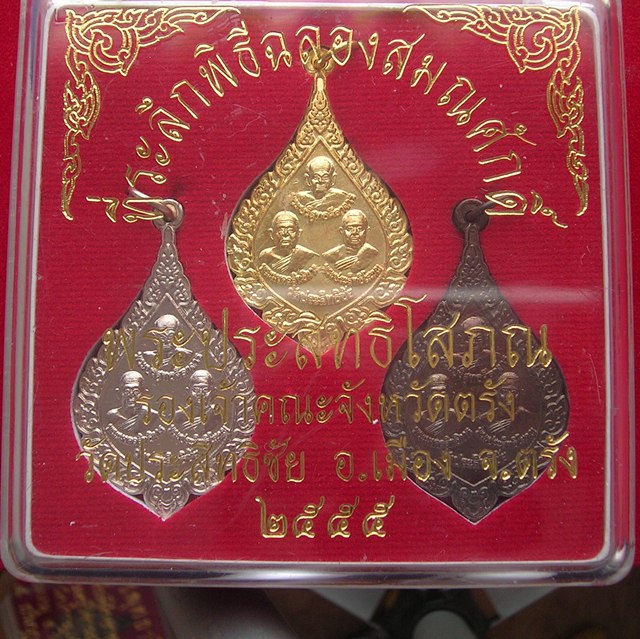 ที่ระลึกพิธีฉลองสมณศักดิ์
พระประสิทธิโสภณ
รองเจ้าคณะจังหวัดตรัง
วัดประสิทธิชัย อ.เมือง จ.ตรัง
๒๕๕๕